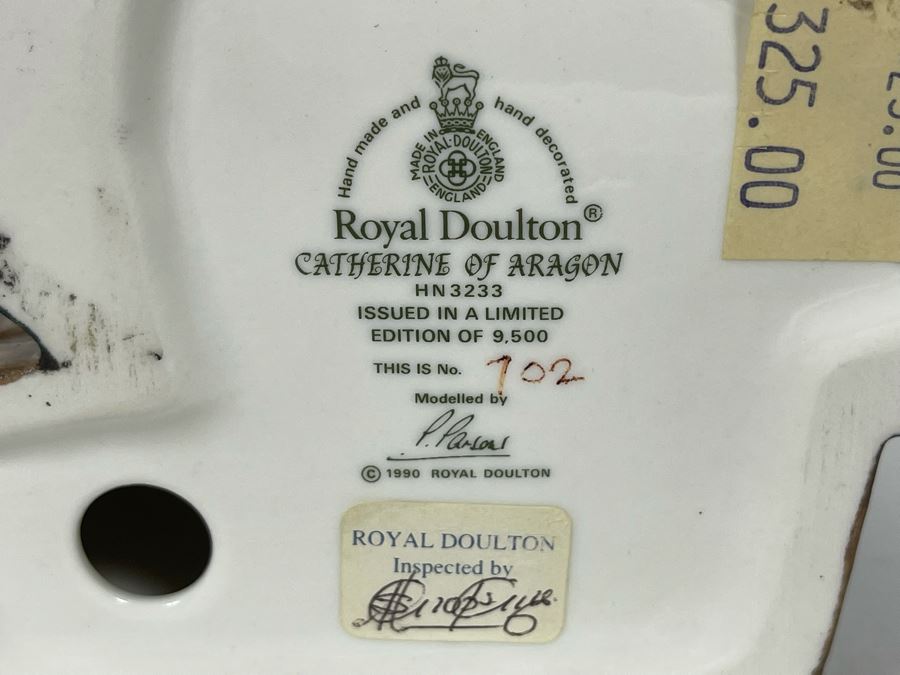 Hand made and hand decorated
MADE IN ENGLAND
ROYAL·DOULTON
ENGLAND
Royal Doulton®
CATHERINE OF ARAGON
HN3233
ISSUED IN A LIMITED
EDITION OF 9,500
THIS IS No. 702
Modelled by
P. Parsons
© 1990 ROYAL DOULTON
ROYAL DOULTON
Inspected by
325.00
25.00